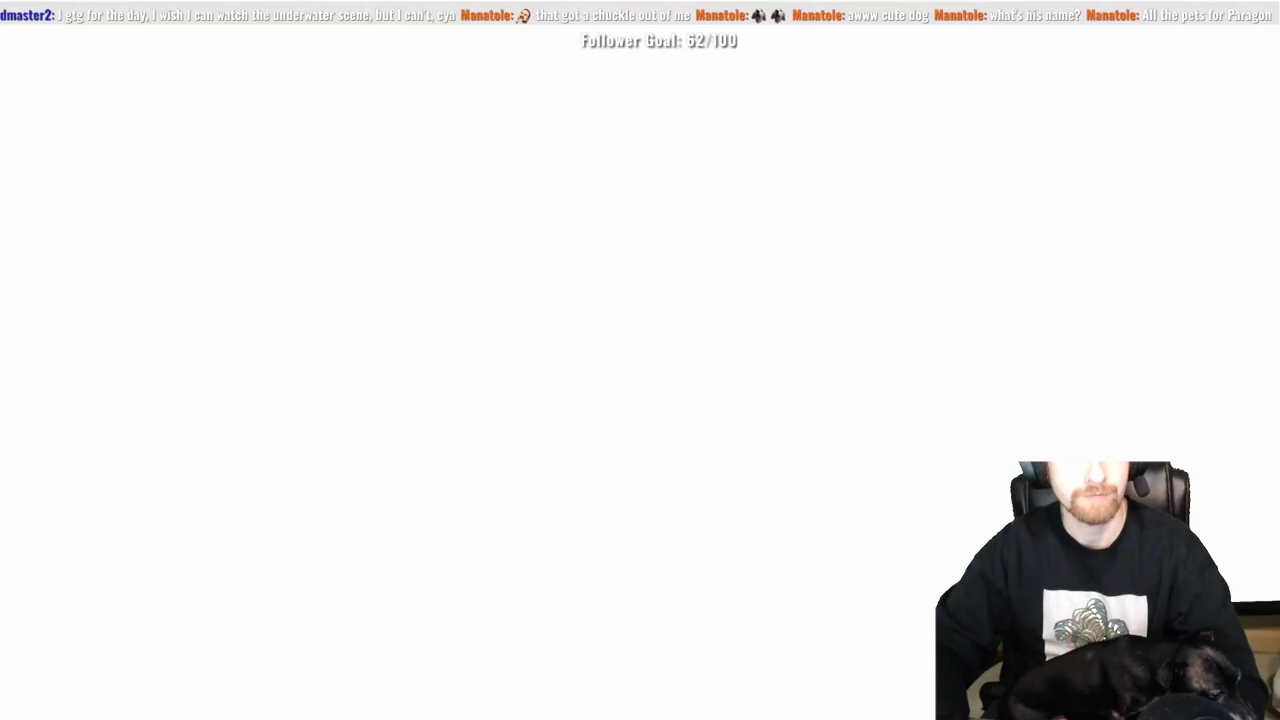 dmaster2: I gtg for the day, I wish I can watch the underwater scene, but I can't, cya Manatole: that got a chuckle out of me Manatole: Manatole: awww cute dog Manatole: what's his name? Manatole: All the pets for Paragon
Follower Goal: 62/100